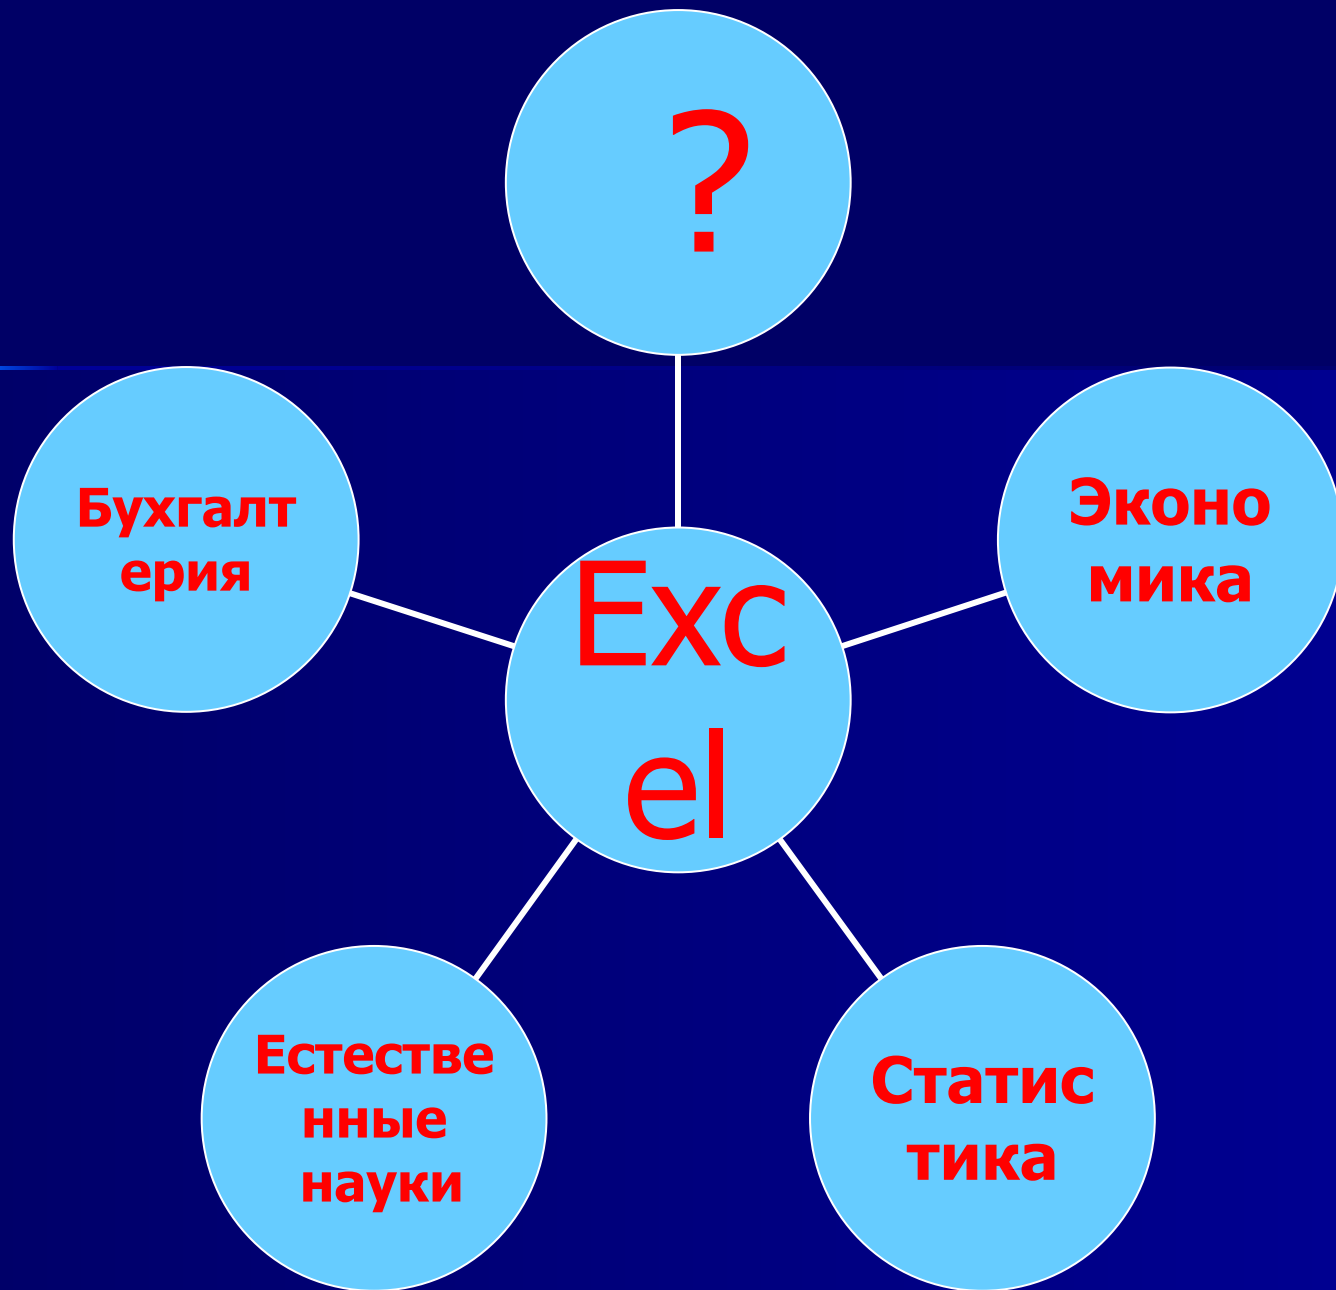 ?
Бухгалт
ерия
Эконо
мика
Exc
el
Естестве
нные
науки
Статис
тика